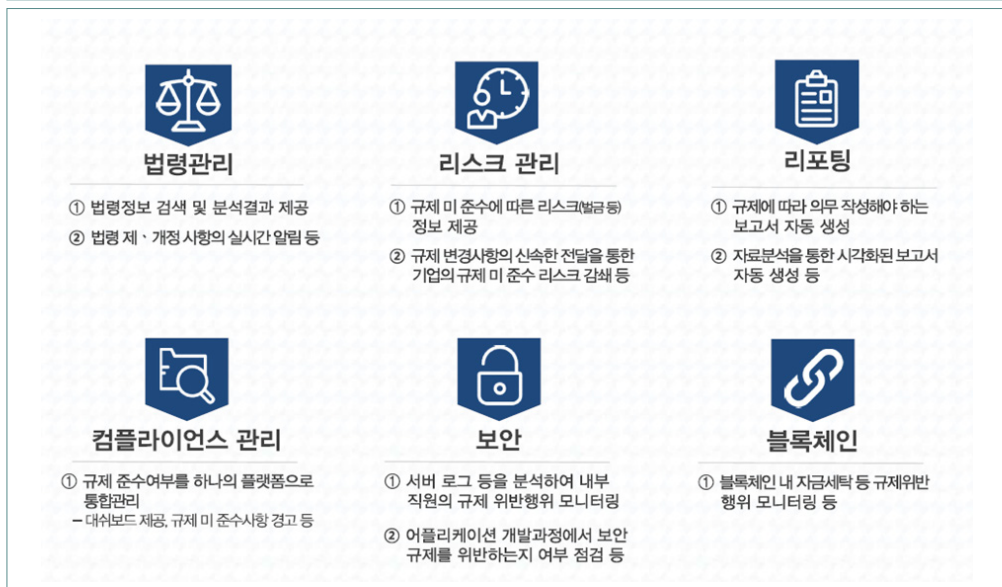 법령관리
① 법령정보 검색 및 분석결과 제공
② 법령 제、개정 사항의 실시간 알림 등
리스크 관리
① 규제 미 준수에 따른 리스크(벌금 등)
정보 제공
② 규제 변경사항의 신속한 전달을 통한
기업의 규제 미 준수 리스크 감쇄 등
리포팅
① 규제에 따라 의무 작성해야 하는
보고서 자동 생성
② 자료분석을 통한 시각화된 보고서
자동 생성 등
컴플라이언스 관리
① 규제 준수여부를 하나의 플랫폼으로
통합관리
– 대쉬보드 제공, 규제 미 준수사항 경고 등
보안
① 서버 로그 등을 분석하여 내부
직원의 규제 위반행위 모니터링
② 어플리케이션 개발과정에서 보안
규제를 위반하는지 여부 점검 등
블록체인
① 블록체인 내 자금세탁 등 규제위반
행위 모니터링 등